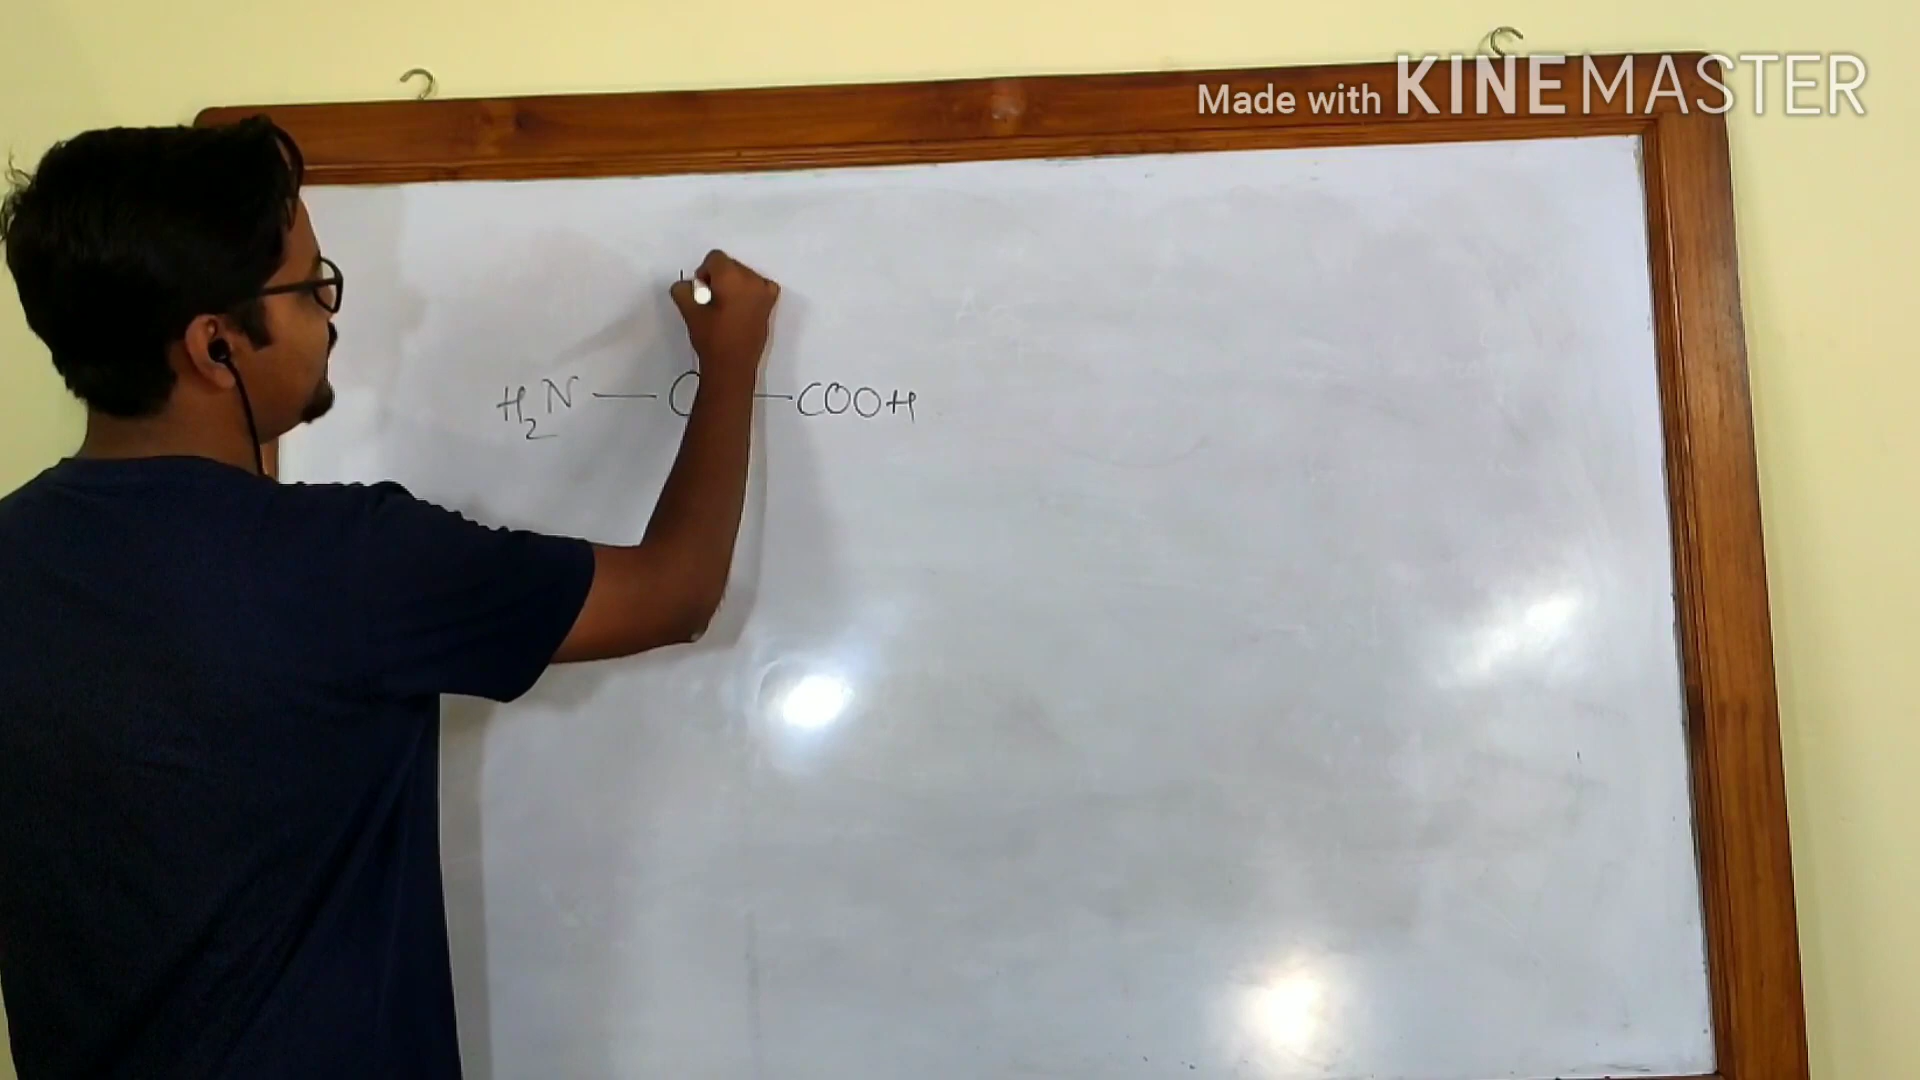 Made with KINEMASTER
H₂N — C — COOH